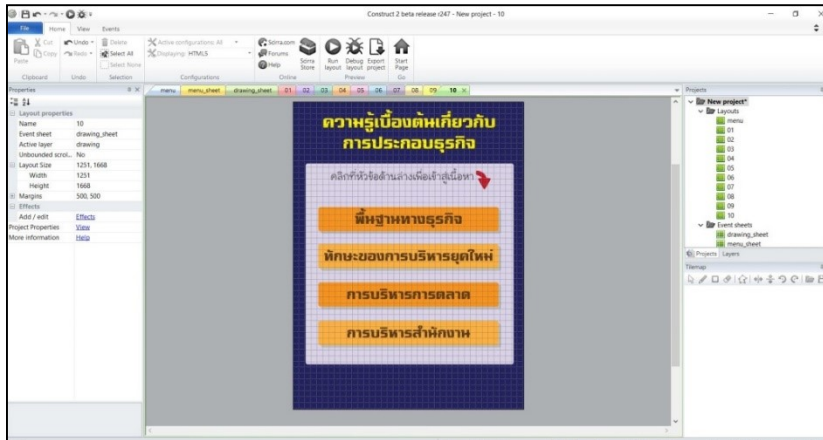 Construct 2 beta release r247 - New project - 10
File Home View Events
Paste
Cut
Copy
Undo
Redo
Delete
Select All
Select None
Active configurations: All
Displaying: HTML5
Scirra.com
Forums
Help
Scirra Store
Run layout
Debug layout
Export project
Start Page
Clipboard Undo Selection Configurations Online Preview Go
Properties
menu menu_sheet drawing_sheet 01 02 03 04 05 06 07 08 09 10
Projects
Layout properties
Name 10
Event sheet drawing_sheet
Active layer drawing
Unbounded scrol... No
Layout Size 1251, 1668
Width 1251
Height 1668
Margins 500, 500
Effects
Add / edit Effects
Project Properties View
More information Help
ความรู้เบื้องต้นเกี่ยวกับ
การประกอบธุรกิจ
คลิกที่หัวข้อด้านล่างเพื่อเข้าสู่เนื้อหา
พื้นฐานทางธุรกิจ
ทักษะของการบริหารยุคใหม่
การบริหารการตลาด
การบริหารสำนักงาน
New project*
Layouts
menu
01
02
03
04
05
06
07
08
09
10
Event sheets
drawing_sheet
menu_sheet
Projects Layers
Tilemap